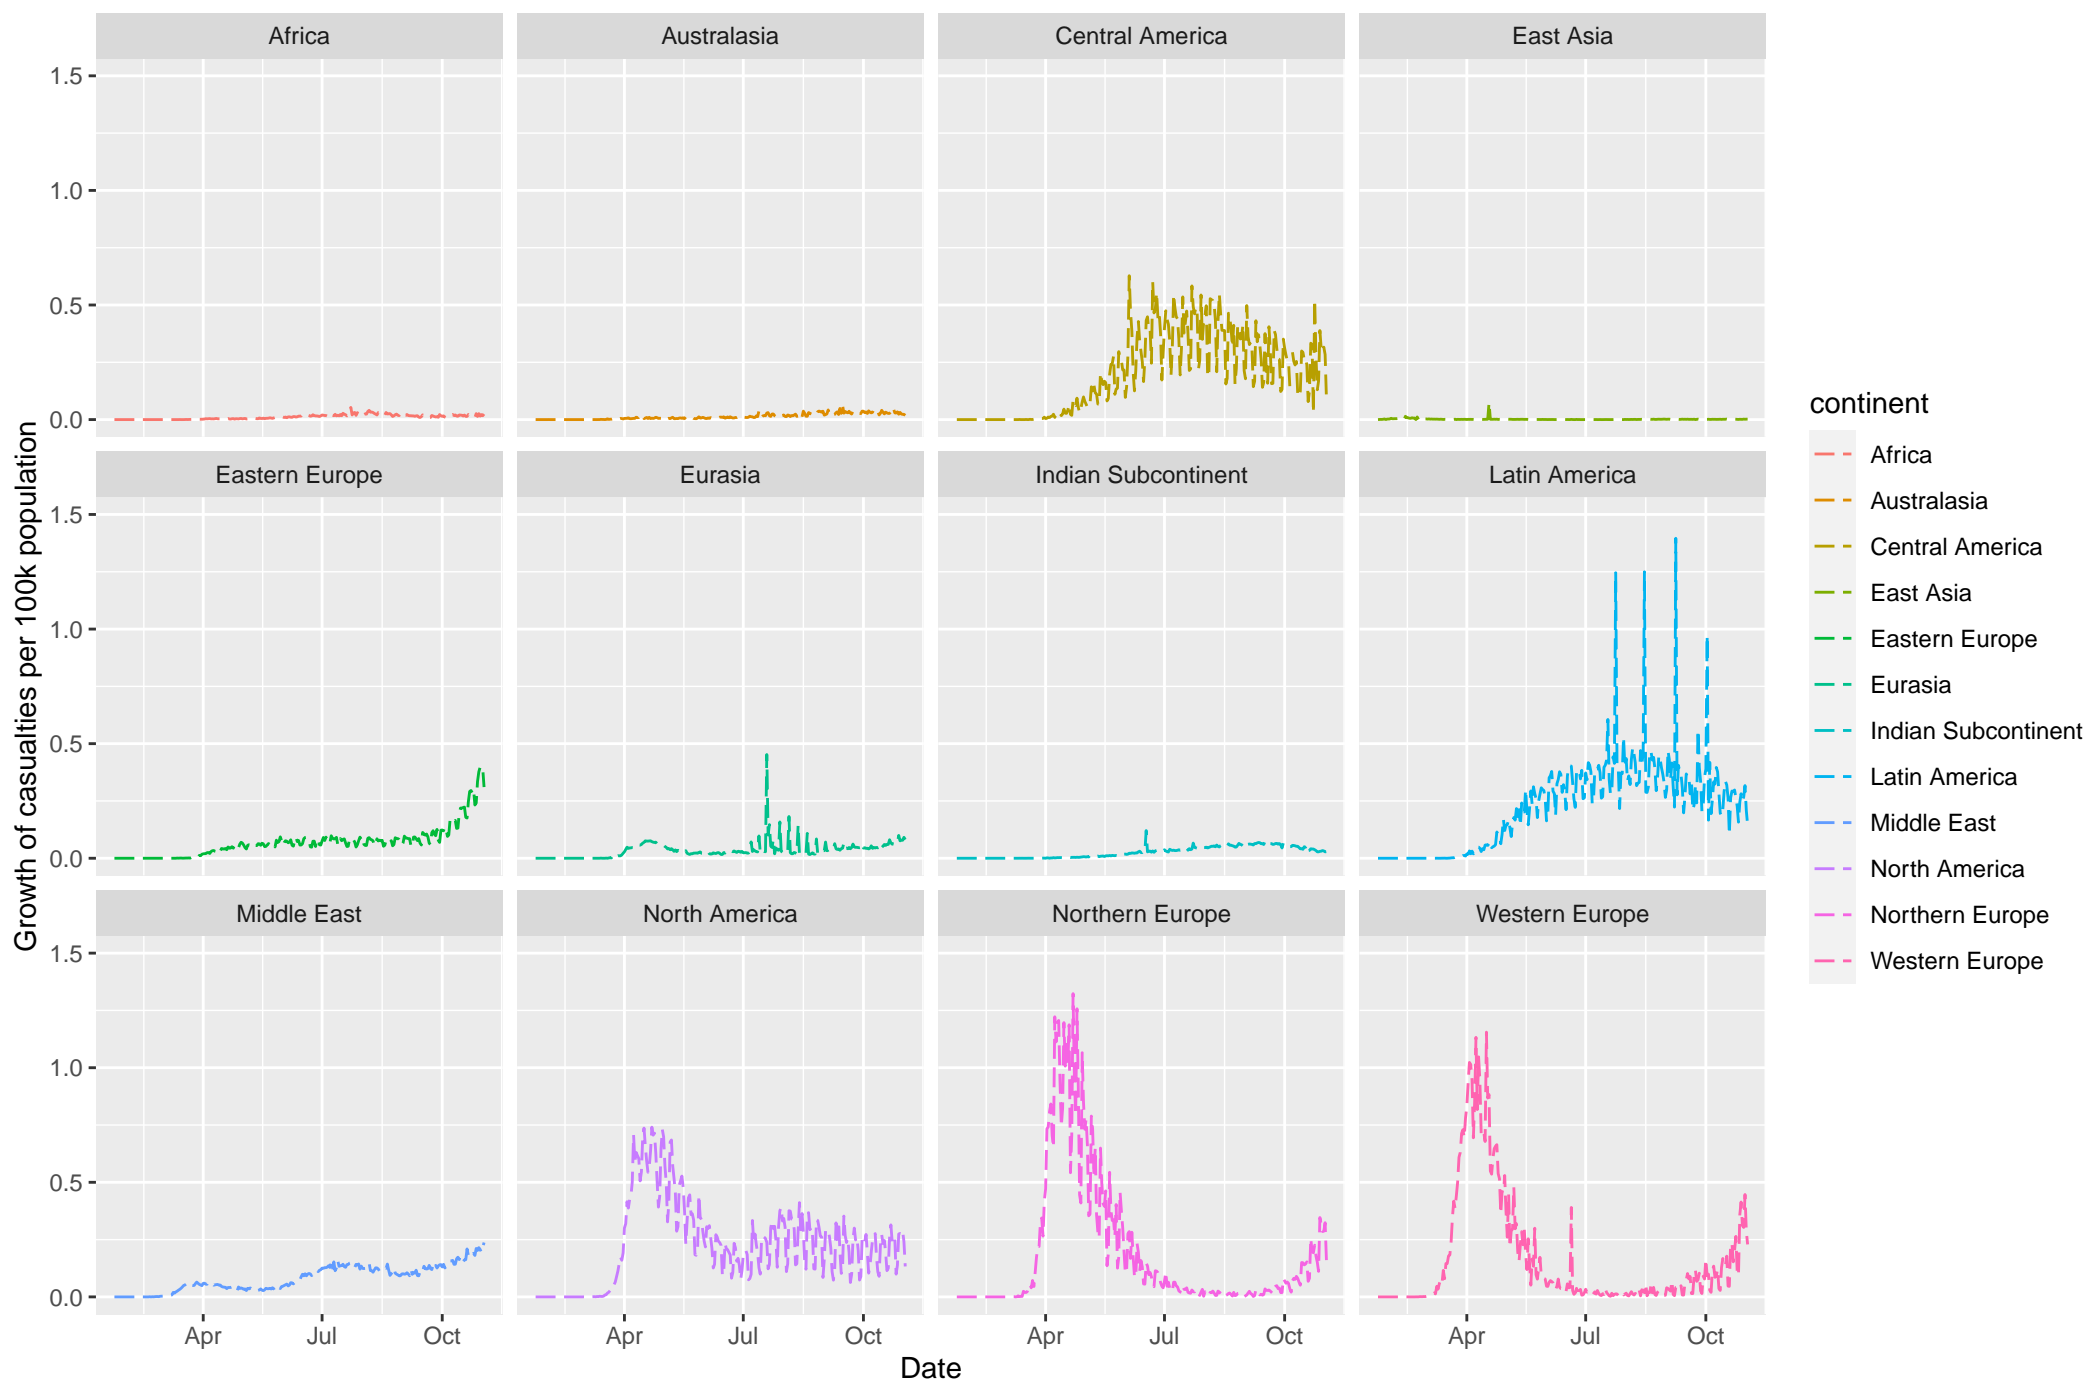 Africa
Australasia
Central America
East Asia
1.5
1.0
0.5
0.0
Eastern Europe
Eurasia
Indian Subcontinent
Latin America
1.5
1.0
0.5
0.0
Middle East
North America
Northern Europe
Western Europe
1.5
1.0
0.5
0.0
Apr Jul Oct
Apr Jul Oct
Apr Jul Oct
Apr Jul Oct
Date
Growth of casualties per 100k population
continent
Africa
Australasia
Central America
East Asia
Eastern Europe
Eurasia
Indian Subcontinent
Latin America
Middle East
North America
Northern Europe
Western Europe